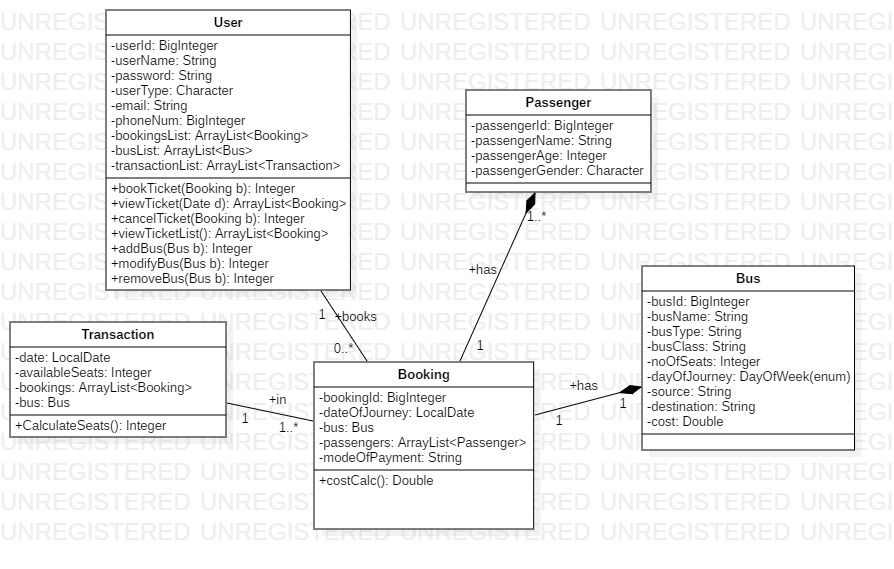 User
-userId: BigInteger
-userName: String
-password: String
-userType: Character
-email: String
-phoneNum: BigInteger
-bookingsList: ArrayList<Booking>
-busList: ArrayList<Bus>
-transactionList: ArrayList<Transaction>
+bookTicket(Booking b): Integer
+viewTicket(Date d): ArrayList<Booking>
+cancelTicket(Booking b): Integer
+viewTicketList(): ArrayList<Booking>
+addBus(Bus b): Integer
+modifyBus(Bus b): Integer
+removeBus(Bus b): Integer
Passenger
-passengerId: BigInteger
-passengerName: String
-passengerAge: Integer
-passengerGender: Character
1..*
+has
1
1
+books
0..*
Transaction
-date: LocalDate
-availableSeats: Integer
-bookings: ArrayList<Booking>
-bus: Bus
+CalculateSeats(): Integer
+in
1
1..*
Booking
-bookingId: BigInteger
-dateOfJourney: LocalDate
-bus: Bus
-passengers: ArrayList<Passenger>
-modeOfPayment: String
+costCalc(): Double
+has
1
1
Bus
-busId: BigInteger
-busName: String
-busType: String
-busClass: String
-noOfSeats: Integer
-dayOfJourney: DayOfWeek(enum)
-source: String
-destination: String
-cost: Double
UNREGISTERED UNREGISTERED UNREGISTERED UNREGISTERED